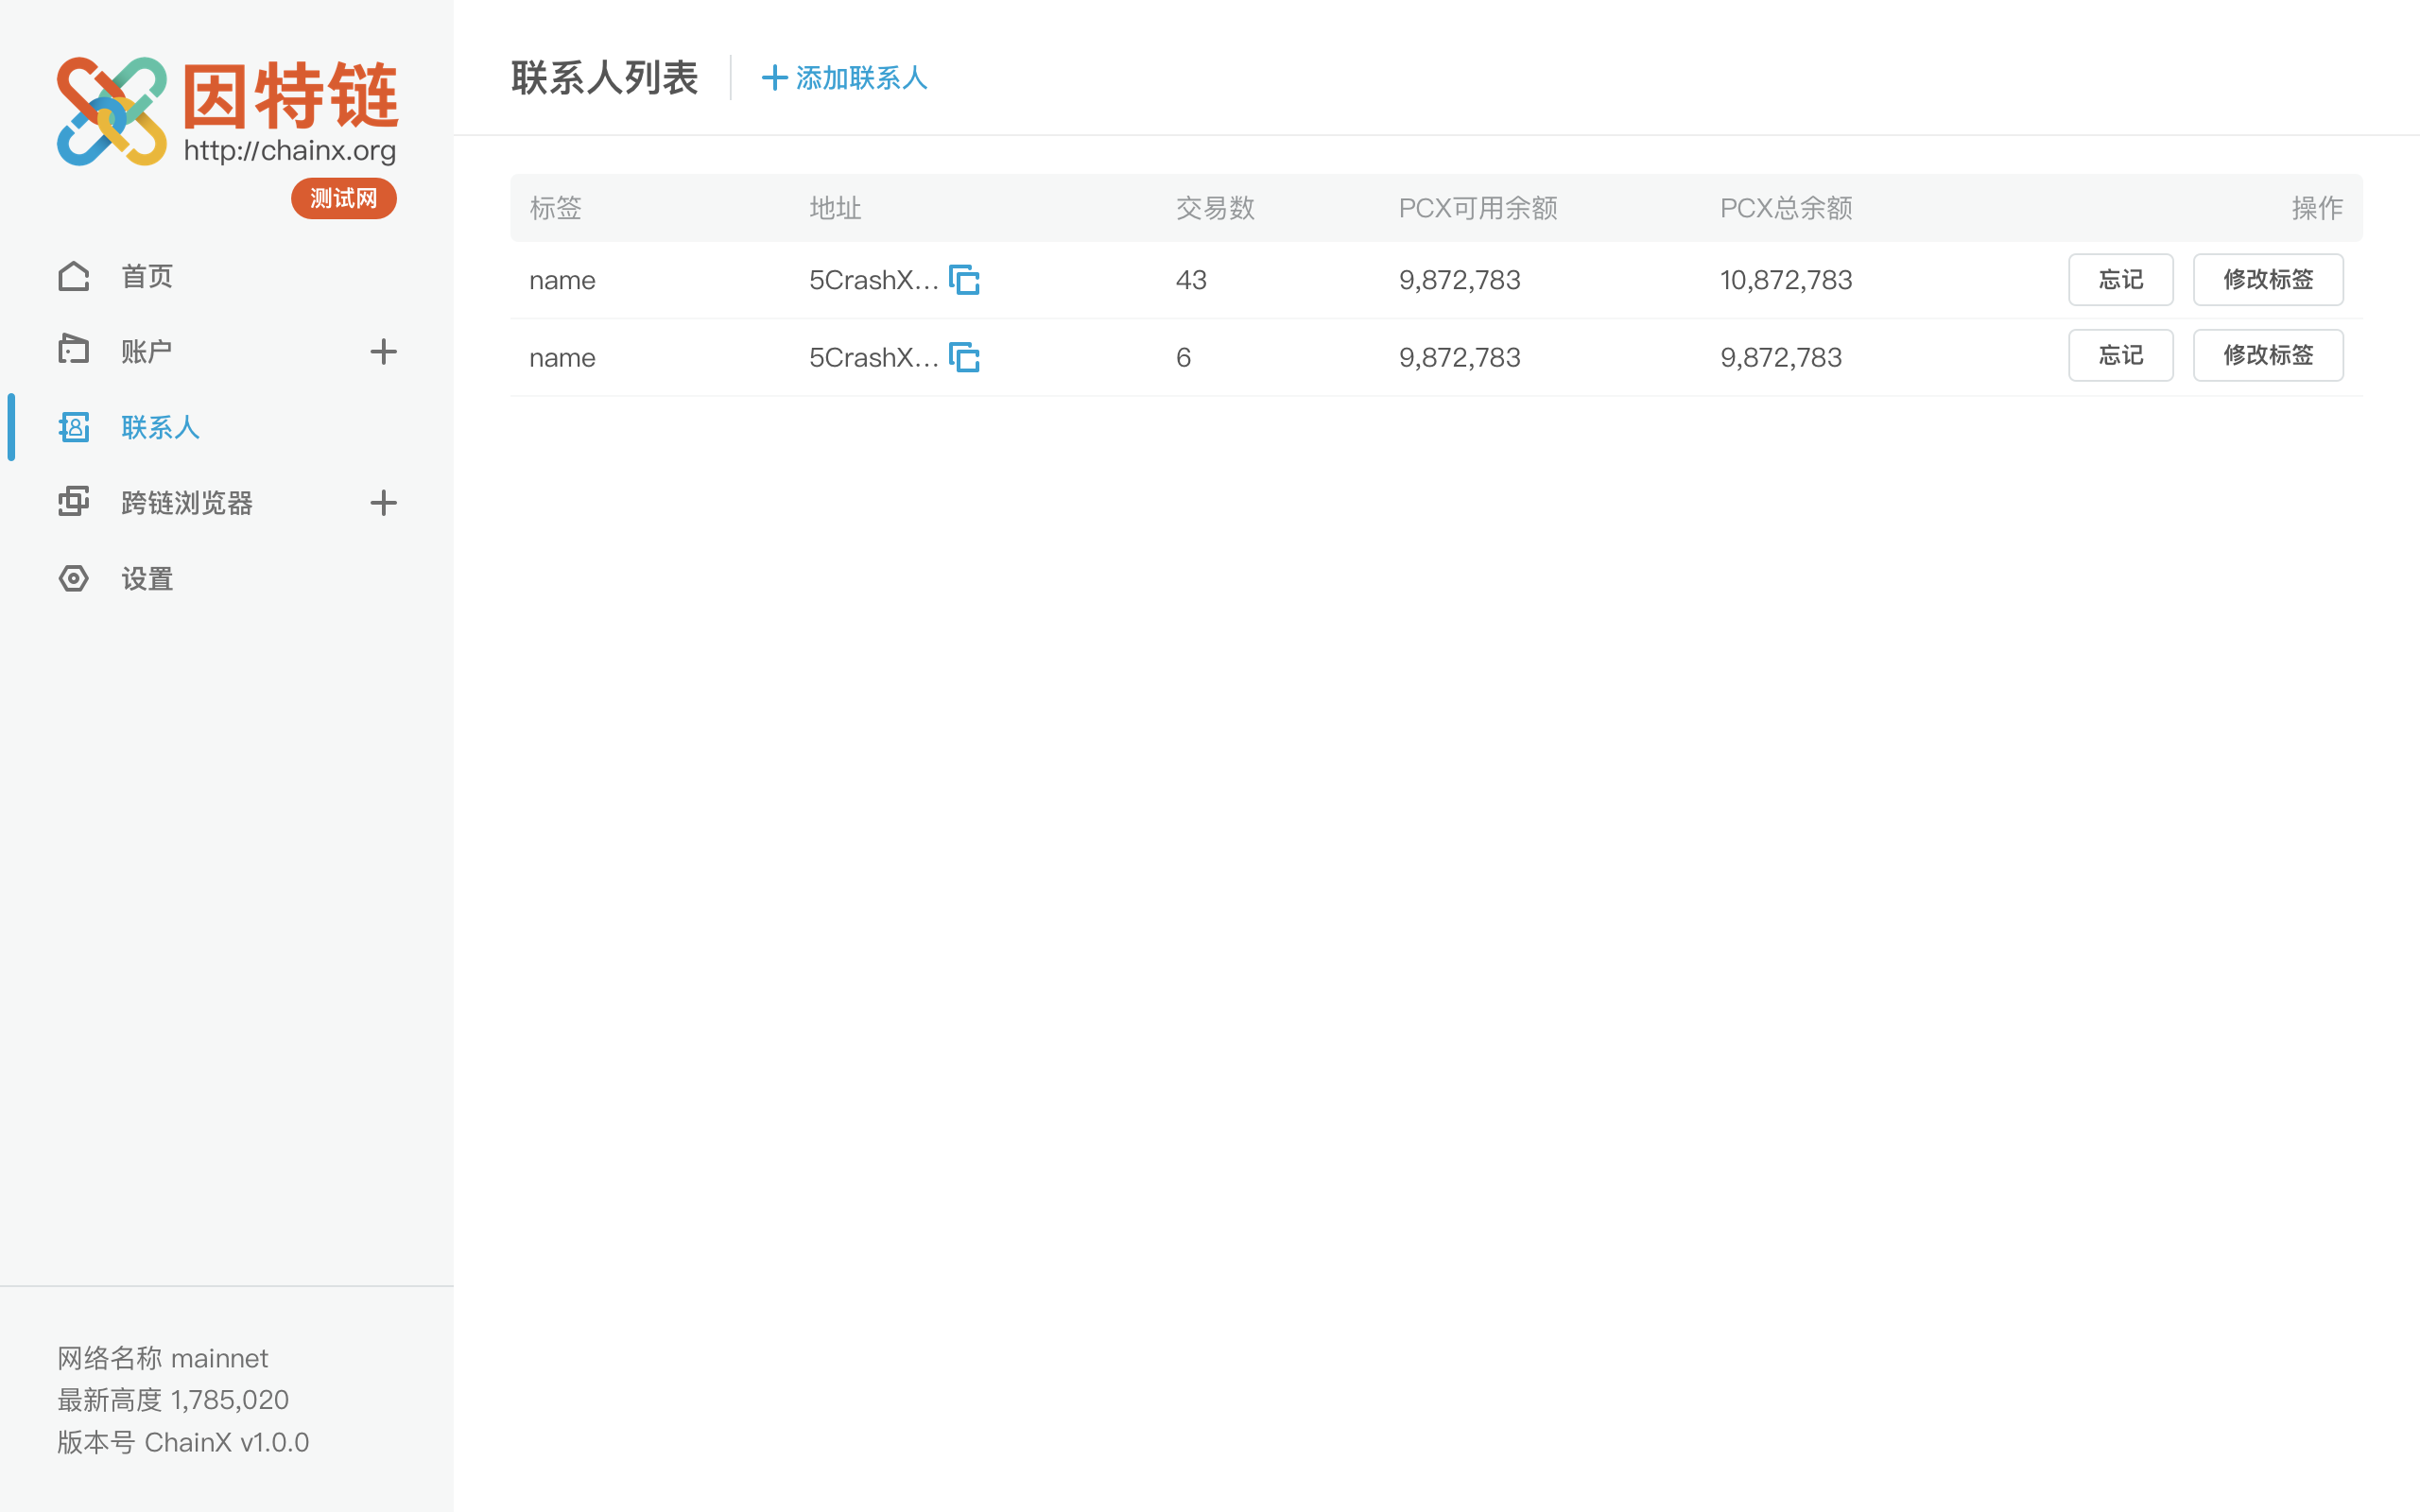 因特链
http://chainx.org
测试网
首页
账户
联系人
跨链浏览器
设置
网络名称 mainnet
最新高度 1,785,020
版本号 ChainX v1.0.0
联系人列表 添加联系人
标签 地址 交易数 PCX可用余额 PCX总余额 操作
name 5CrashX... 43 9,872,783 10,872,783 忘记 修改标签
name 5CrashX... 6 9,872,783 9,872,783 忘记 修改标签